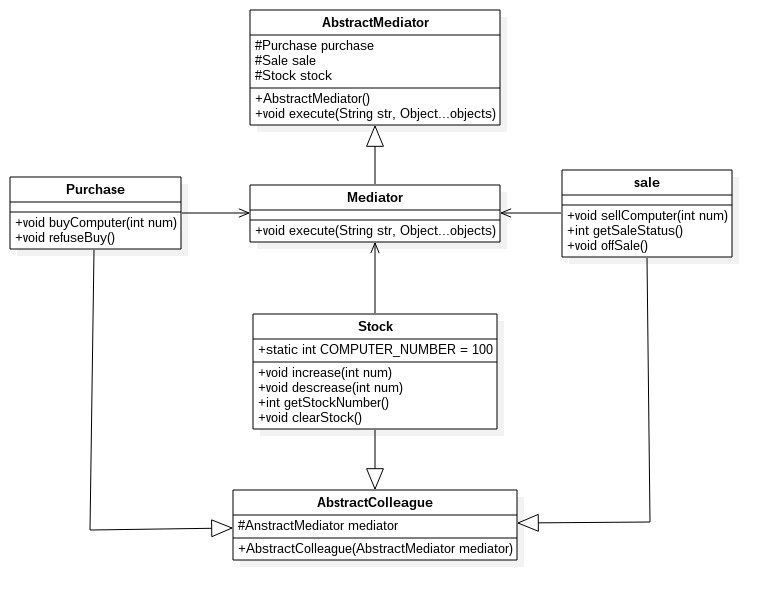 AbstractMediator
#Purchase purchase
#Sale sale
#Stock stock
+AbstractMediator()
+void execute(String str, Object...objects)
Purchase
+void buyComputer(int num)
+void refuseBuy()
Mediator
+void execute(String str, Object...objects)
sale
+void sellComputer(int num)
+int getSaleStatus()
+void offSale()
Stock
+static int COMPUTER_NUMBER = 100
+void increase(int num)
+void descrease(int num)
+int getStockNumber()
+void clearStock()
AbstractColleague
#AnstractMediator mediator
+AbstractColleague(AbstractMediator mediator)